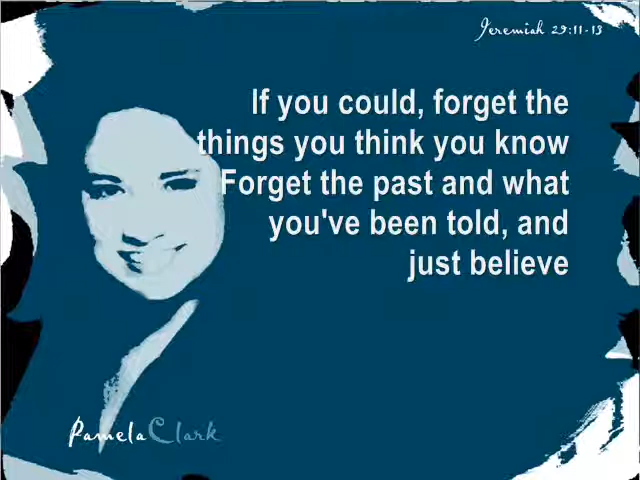 Jeremiah 29:11-13
If you could, forget the
things you think you know
Forget the past and what
you've been told, and
just believe
PamelaClark